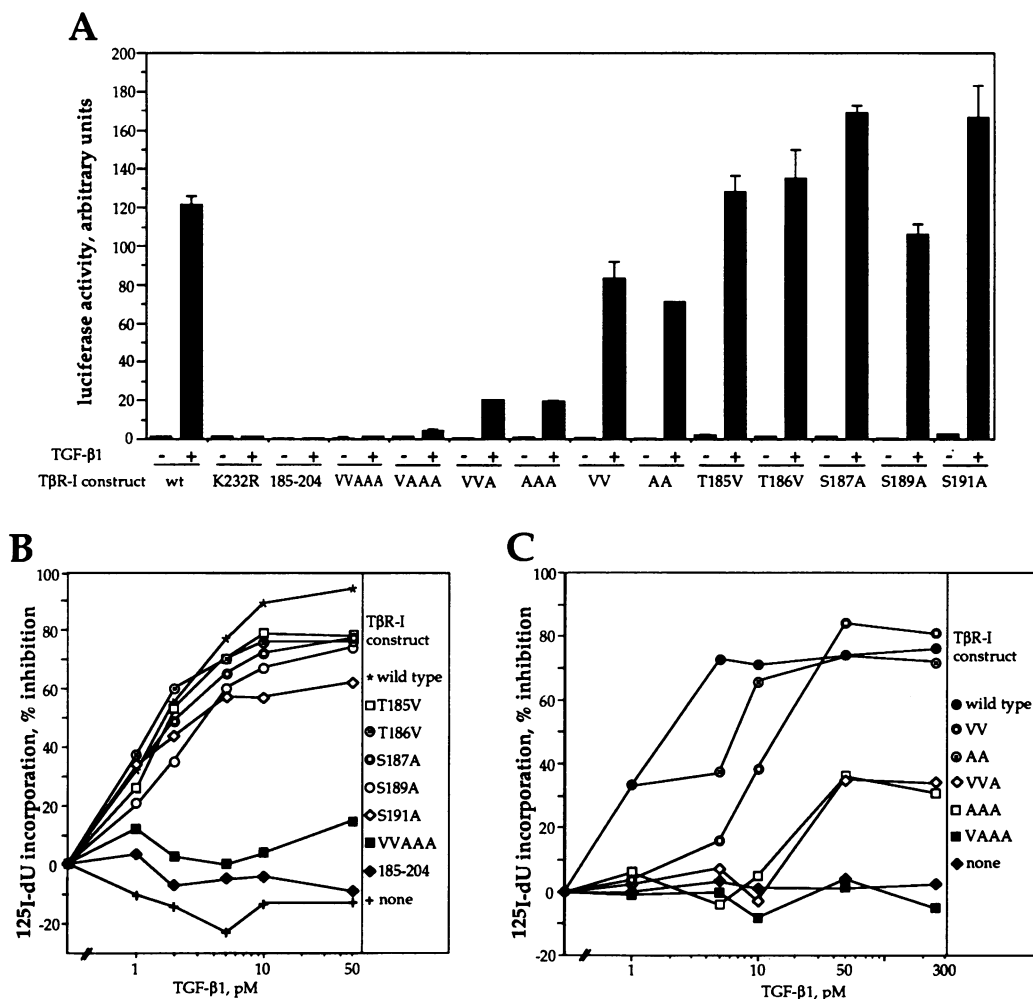 A
luciferase activity, arbitrary units
200
180
160
140
120
100
80
60
40
20
0
TGF-β1 - + - + - + - + - + - + - + - + - + - + - + - + - + - +
TβR-I construct wt K232R 185-204 VVAAA VAAA VVA AAA VV AA T185V T186V S187A S189A S191A
B
125I-dU incorporation, % inhibition
100
80
60
40
20
0
-20
1 10 50
TGF-β1, pM
TβR-I
construct
wild type
T185V
T186V
S187A
S189A
S191A
VVAAA
185-204
none
C
125I-dU incorporation, % inhibition
100
80
60
40
20
0
-20
1 10 50 300
TGF-β1, pM
TβR-I
construct
wild type
VV
AA
VVA
AAA
VAAA
none